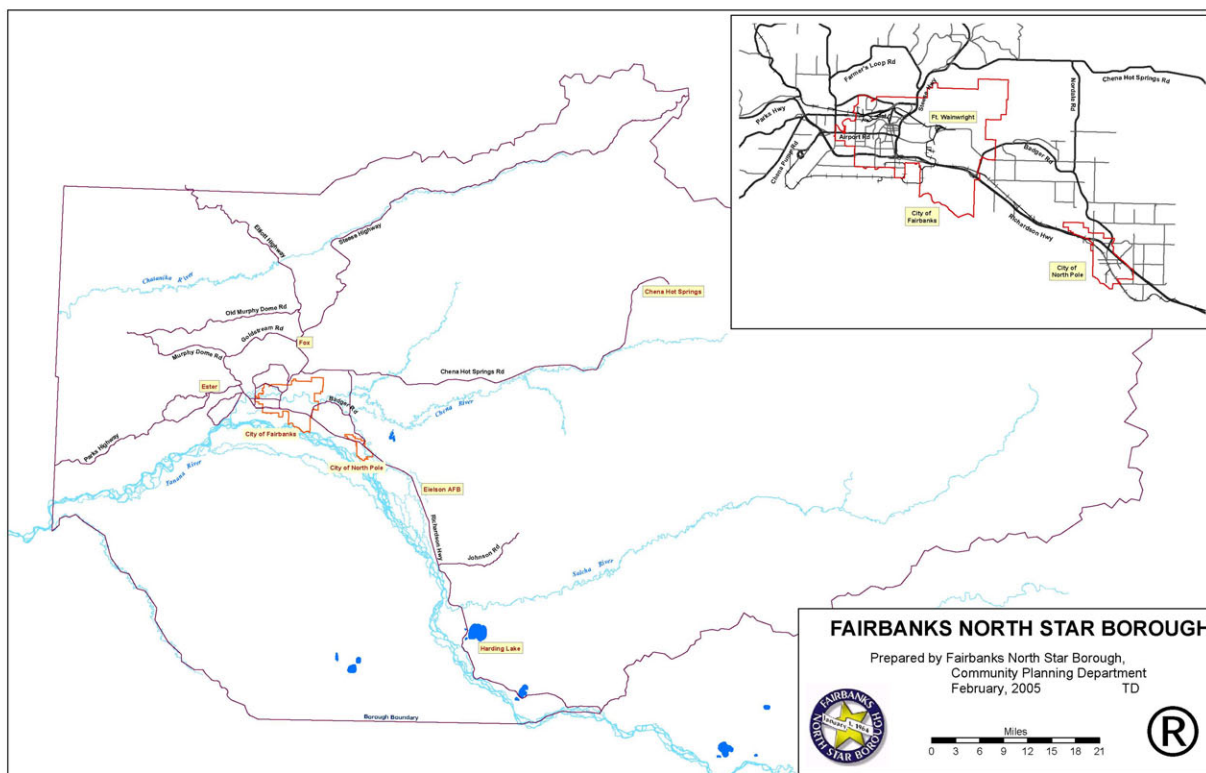 Elliott Highway
Steese Highway
Chatanika River
Chena Hot Springs
Old Murphy Dome Rd
Goldstream Rd
Fox
Murphy Dome Rd
Chena Hot Springs Rd
Ester
Badger Rd
Chena River
City of Fairbanks
Parks Highway
City of North Pole
Tanana River
Eielson AFB
Richardson Hwy
Johnson Rd
Salcha River
Harding Lake
Borough Boundary
Farmer's Loop Rd
Steese Hwy
Chena Hot Springs Rd
Nordale Rd
Parks Hwy
Ft. Wainwright
Airport Rd
Chena Pump Rd
Badger Rd
City of
Fairbanks
Richardson Hwy
City of
North Pole
FAIRBANKS NORTH STAR BOROUGH
Prepared by Fairbanks North Star Borough,
Community Planning Department
February, 2005 TD
FAIRBANKS
January 1, 1964
NORTH STAR BOROUGH
Miles
0 3 6 9 12 15 18 21
R